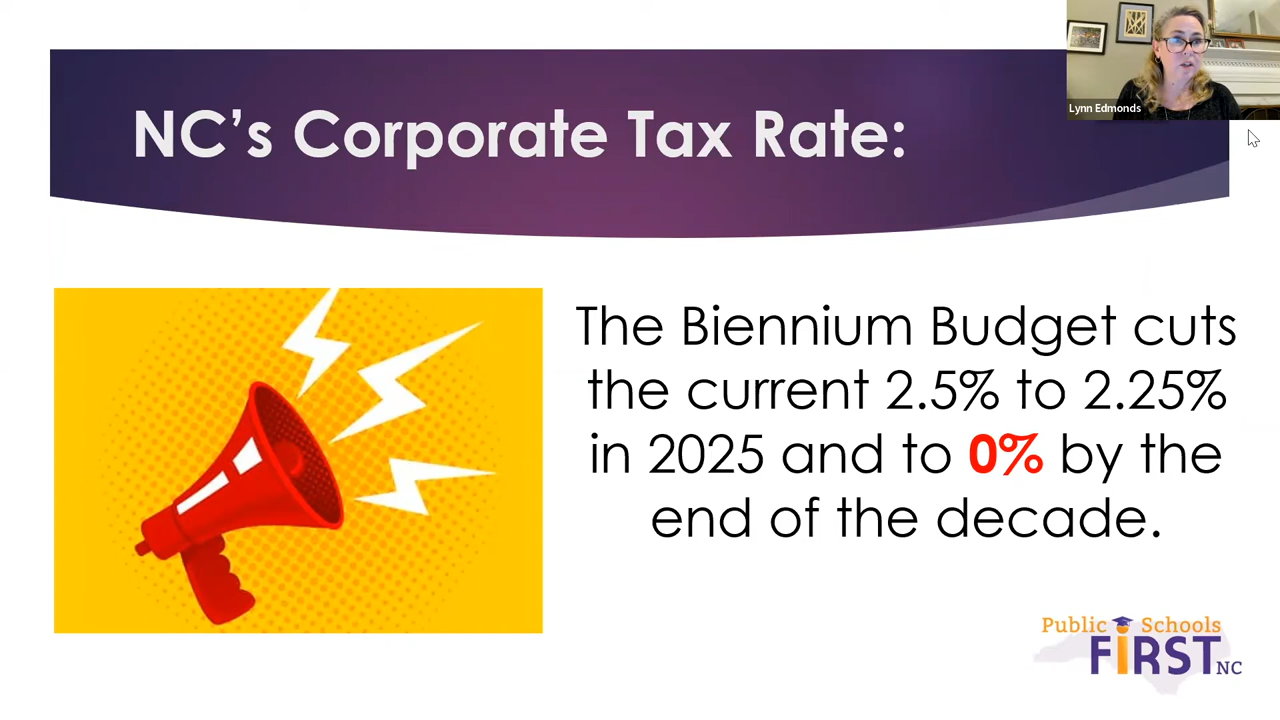 Lynn Edmonds
NC’s Corporate Tax Rate:
The Biennium Budget cuts
the current 2.5% to 2.25%
in 2025 and to 0% by the
end of the decade.
Public Schools
FiRST NC